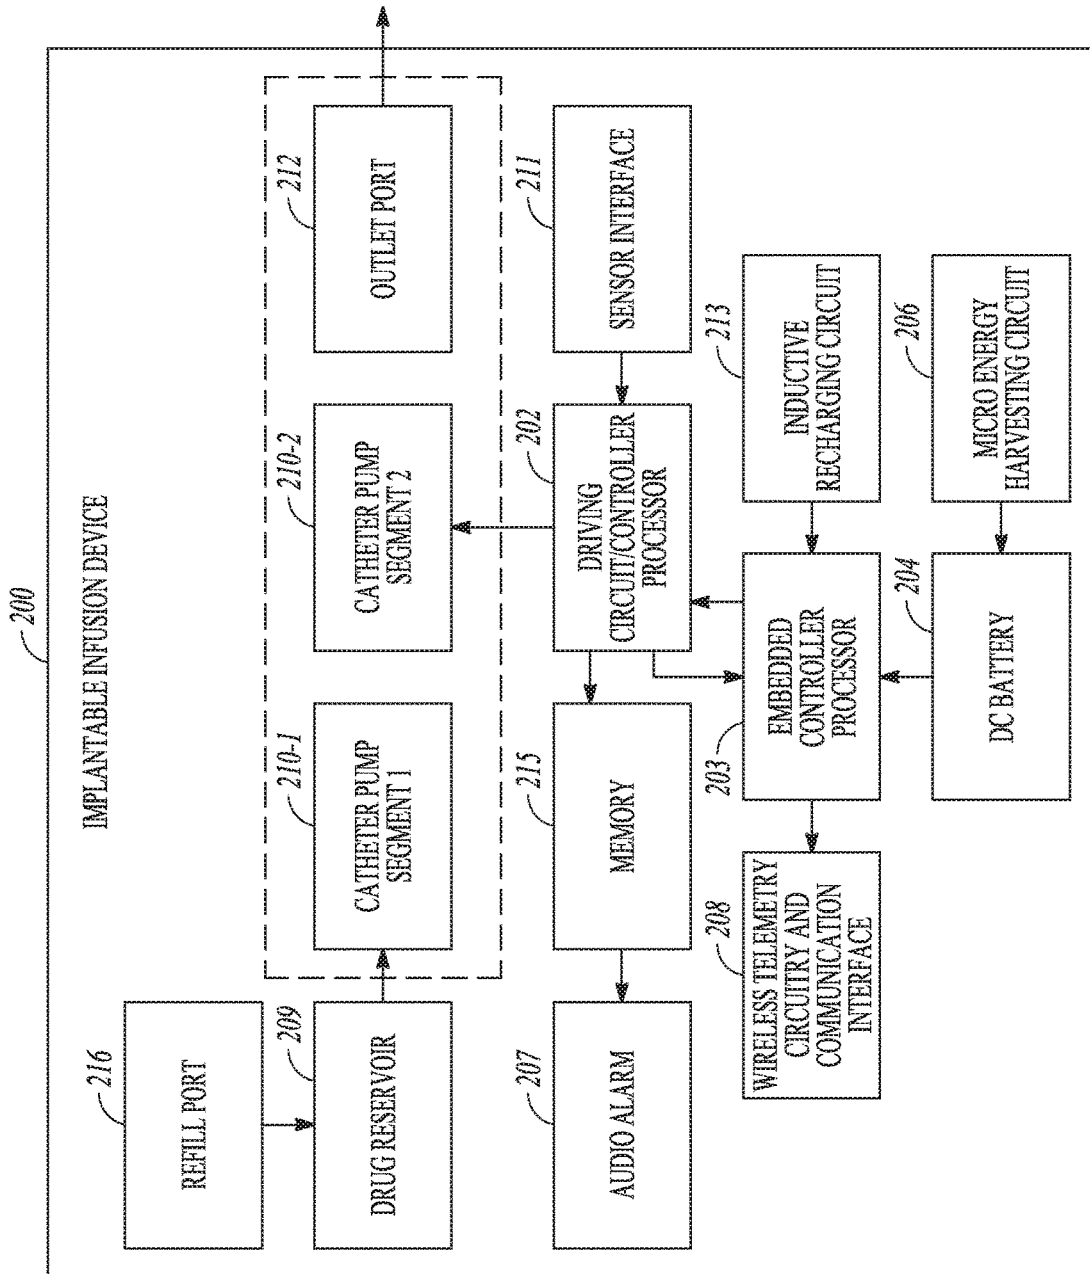 200
IMPLANTABLE INFUSION DEVICE
216
REFILL PORT
209
DRUG RESERVOIR
210-1
CATHETER PUMP
SEGMENT 1
210-2
CATHETER PUMP
SEGMENT 2
212
OUTLET PORT
207
AUDIO ALARM
215
MEMORY
202
DRIVING
CIRCUIT/CONTROLLER
PROCESSOR
211
SENSOR INTERFACE
208
WIRELESS TELEMETRY
CIRCUITRY AND
COMMUNICATION
INTERFACE
203
EMBEDDED
CONTROLLER
PROCESSOR
213
INDUCTIVE
RECHARGING CIRCUIT
204
DC BATTERY
206
MICRO ENERGY
HARVESTING CIRCUIT